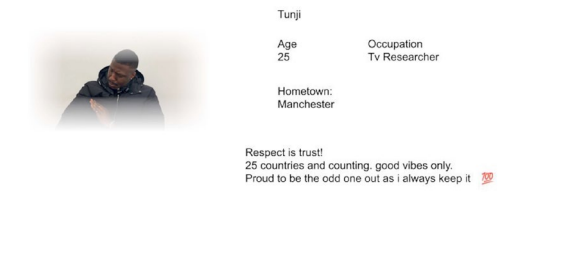 Tunji
Age
25
Occupation
Tv Researcher
Hometown:
Manchester
Respect is trust!
25 countries and counting. good vibes only.
Proud to be the odd one out as i always keep it 💯